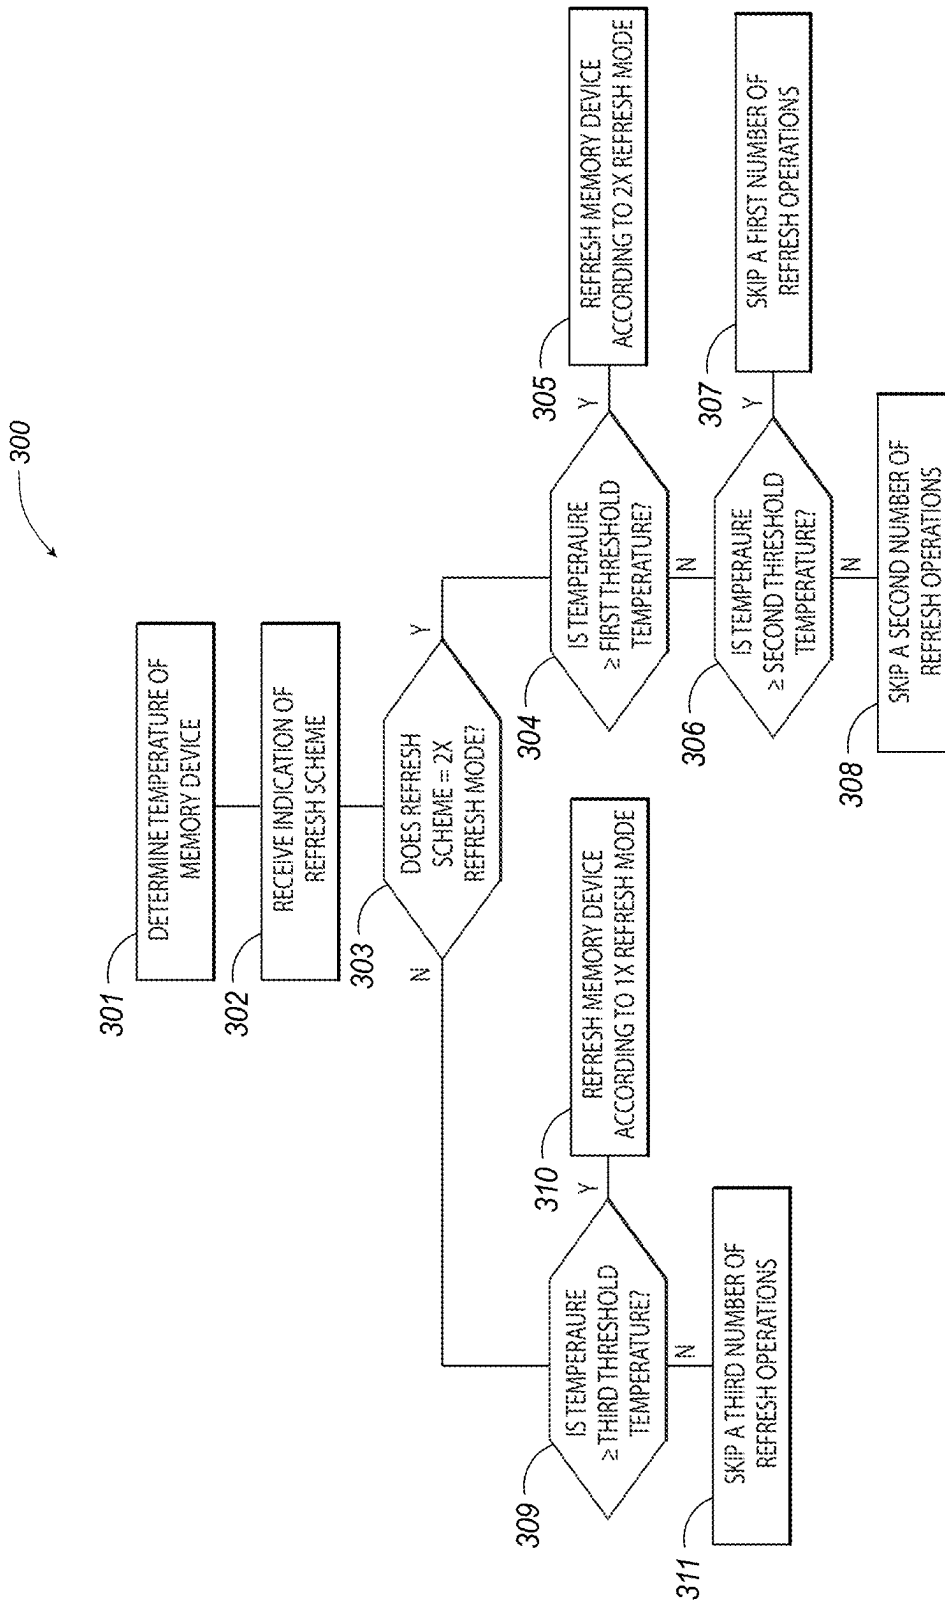 300
301
DETERMINE TEMPERATURE OF
MEMORY DEVICE
302
RECEIVE INDICATION OF
REFRESH SCHEME
303
DOES REFRESH
SCHEME = 2X
REFRESH MODE?
N
Y
309
IS TEMPERAURE
≥ THIRD THRESHOLD
TEMPERATURE?
Y
310
REFRESH MEMORY DEVICE
ACCORDING TO 1X REFRESH MODE
N
311
SKIP A THIRD NUMBER OF
REFRESH OPERATIONS
304
IS TEMPERAURE
≥ FIRST THRESHOLD
TEMPERATURE?
Y
305
REFRESH MEMORY DEVICE
ACCORDING TO 2X REFRESH MODE
N
306
IS TEMPERAURE
≥ SECOND THRESHOLD
TEMPERATURE?
Y
307
SKIP A FIRST NUMBER OF
REFRESH OPERATIONS
N
308
SKIP A SECOND NUMBER OF
REFRESH OPERATIONS